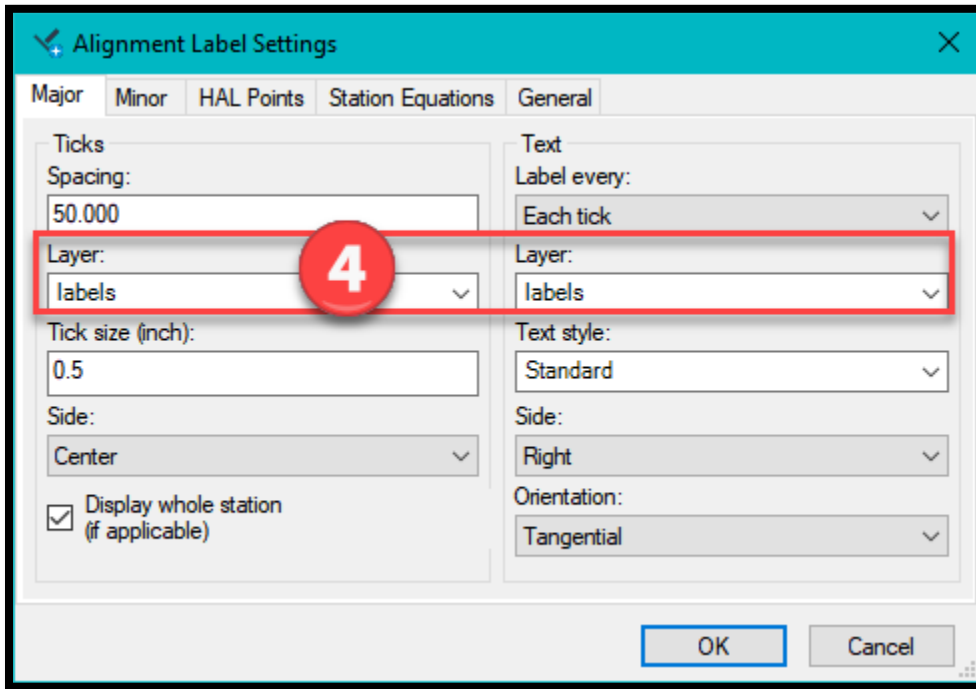 Alignment Label Settings
Major Minor HAL Points Station Equations General
Ticks
Spacing:
50.000
Layer:
labels
4
Tick size (inch):
0.5
Side:
Center
Display whole station
(if applicable)
Text
Label every:
Each tick
Layer:
labels
Text style:
Standard
Side:
Right
Orientation:
Tangential
OK Cancel